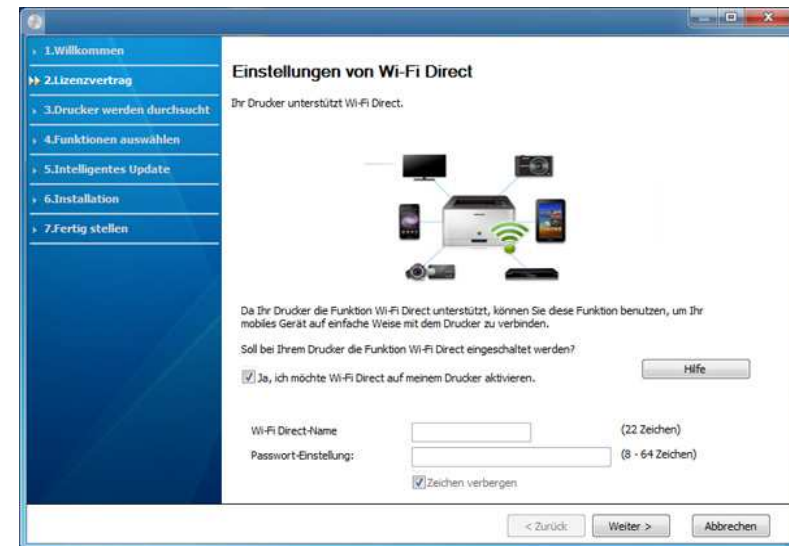 1.Willkommen
2.Lizenzvertrag
3.Drucker werden durchsucht
4.Funktionen auswählen
5.Intelligentes Update
6.Installation
7.Fertig stellen
Einstellungen von Wi-Fi Direct
Ihr Drucker unterstützt Wi-Fi Direct.
Da Ihr Drucker die Funktion Wi-Fi Direct unterstützt, können Sie diese Funktion benutzen, um Ihr
mobiles Gerät auf einfache Weise mit dem Drucker zu verbinden.
Soll bei Ihrem Drucker die Funktion Wi-Fi Direct eingeschaltet werden?
Ja, ich möchte Wi-Fi Direct auf meinem Drucker aktivieren.
Hilfe
Wi-Fi Direct-Name (22 Zeichen)
Passwort-Einstellung: (8 - 64 Zeichen)
Zeichen verbergen
< Zurück Weiter > Abbrechen